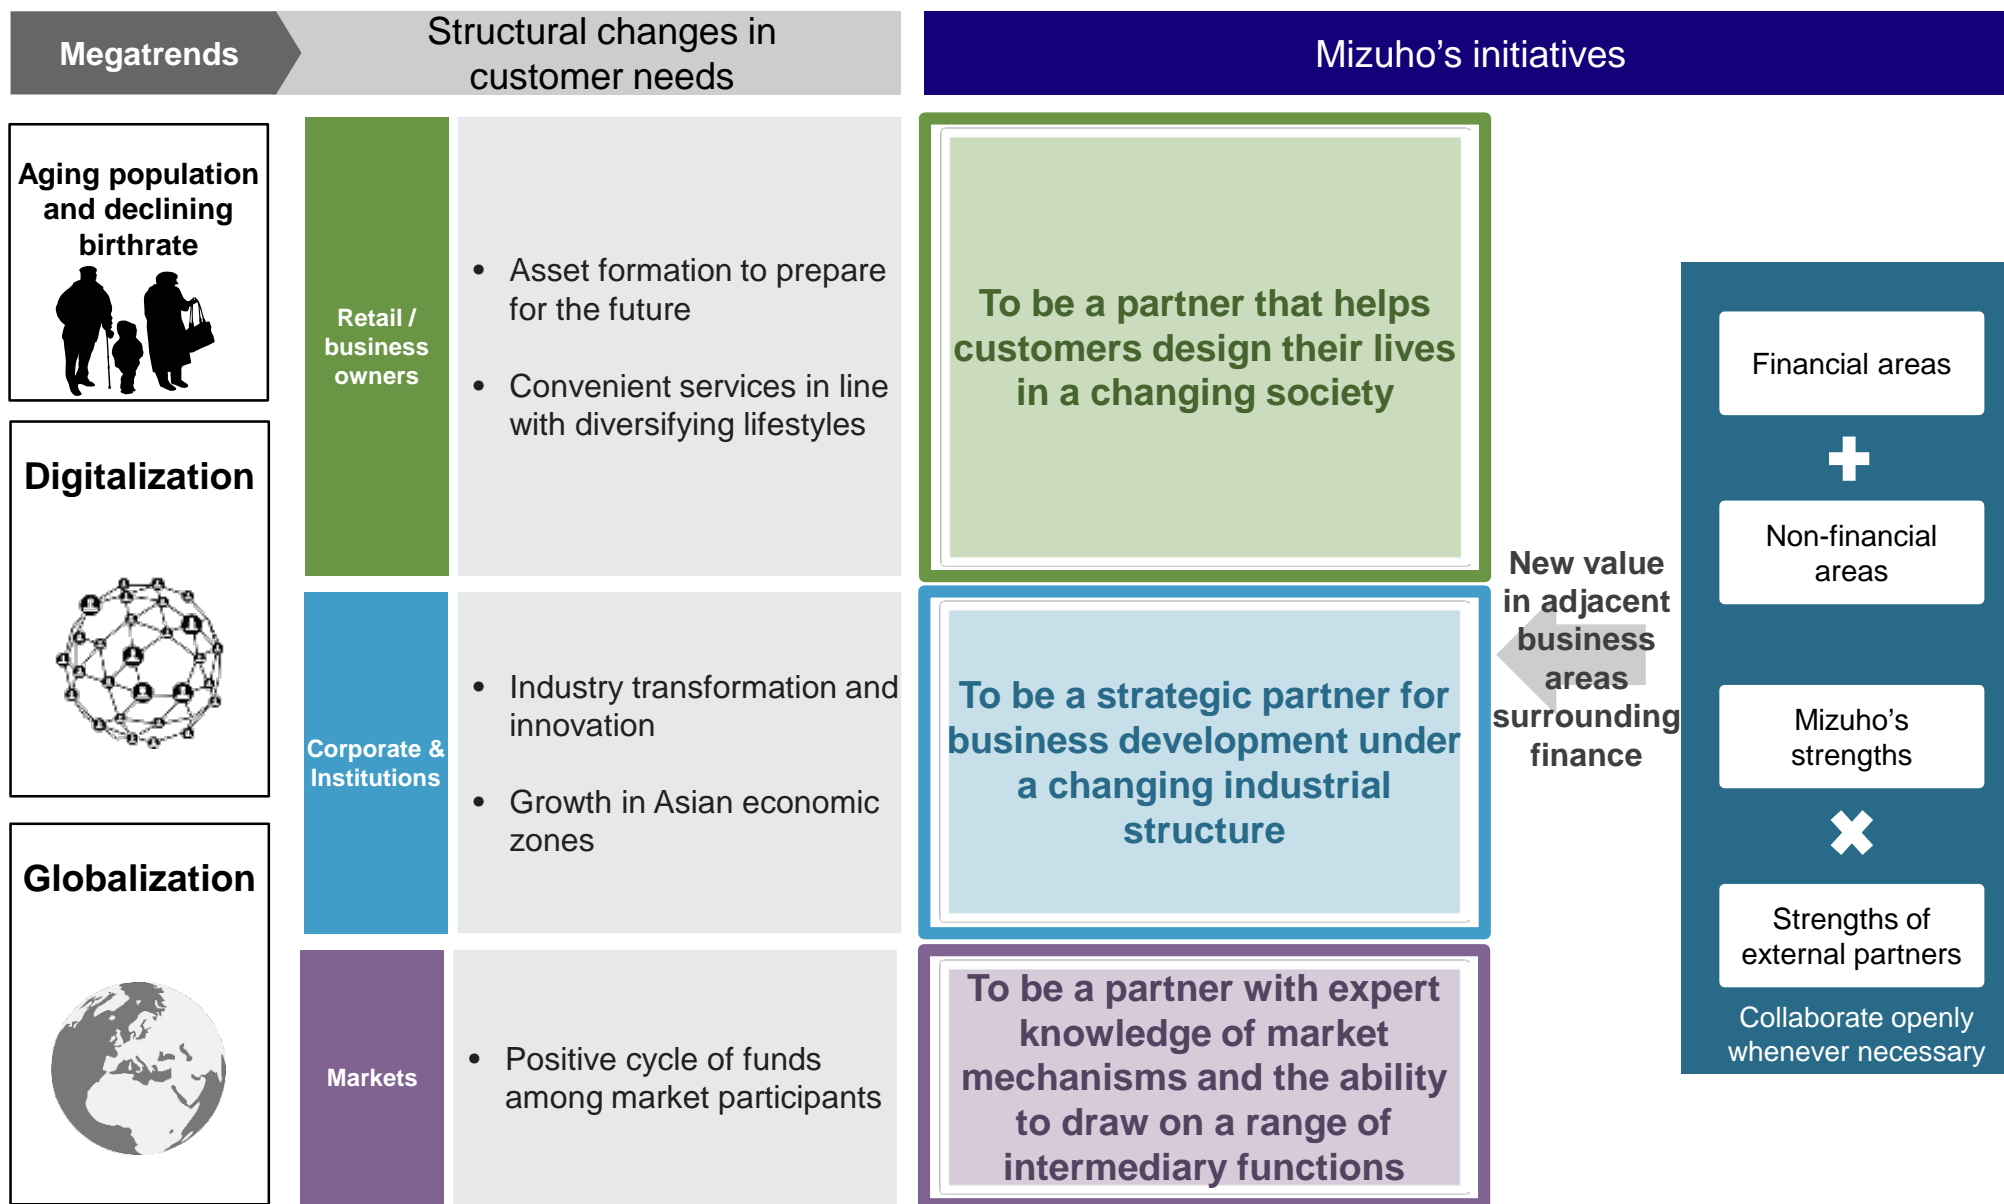 Megatrends
Structural changes in
customer needs
Mizuho's initiatives
Aging population
and declining
birthrate
Digitalization
Globalization
Retail /
business
owners
• Asset formation to prepare
for the future
• Convenient services in line
with diversifying lifestyles
To be a partner that helps
customers design their lives
in a changing society
Corporate &
Institutions
• Industry transformation and
innovation
• Growth in Asian economic
zones
To be a strategic partner for
business development under
a changing industrial
structure
Markets
• Positive cycle of funds
among market participants
To be a partner with expert
knowledge of market
mechanisms and the ability
to draw on a range of
intermediary functions
New value
in adjacent
business
areas
surrounding
finance
Financial areas
Non-financial
areas
Mizuho's
strengths
Strengths of
external partners
Collaborate openly
whenever necessary